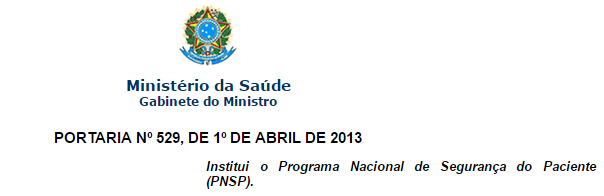 Ministério da Saúde
Gabinete do Ministro
PORTARIA Nº 529, DE 1º DE ABRIL DE 2013
Institui o Programa Nacional de Segurança do Paciente
(PNSP).